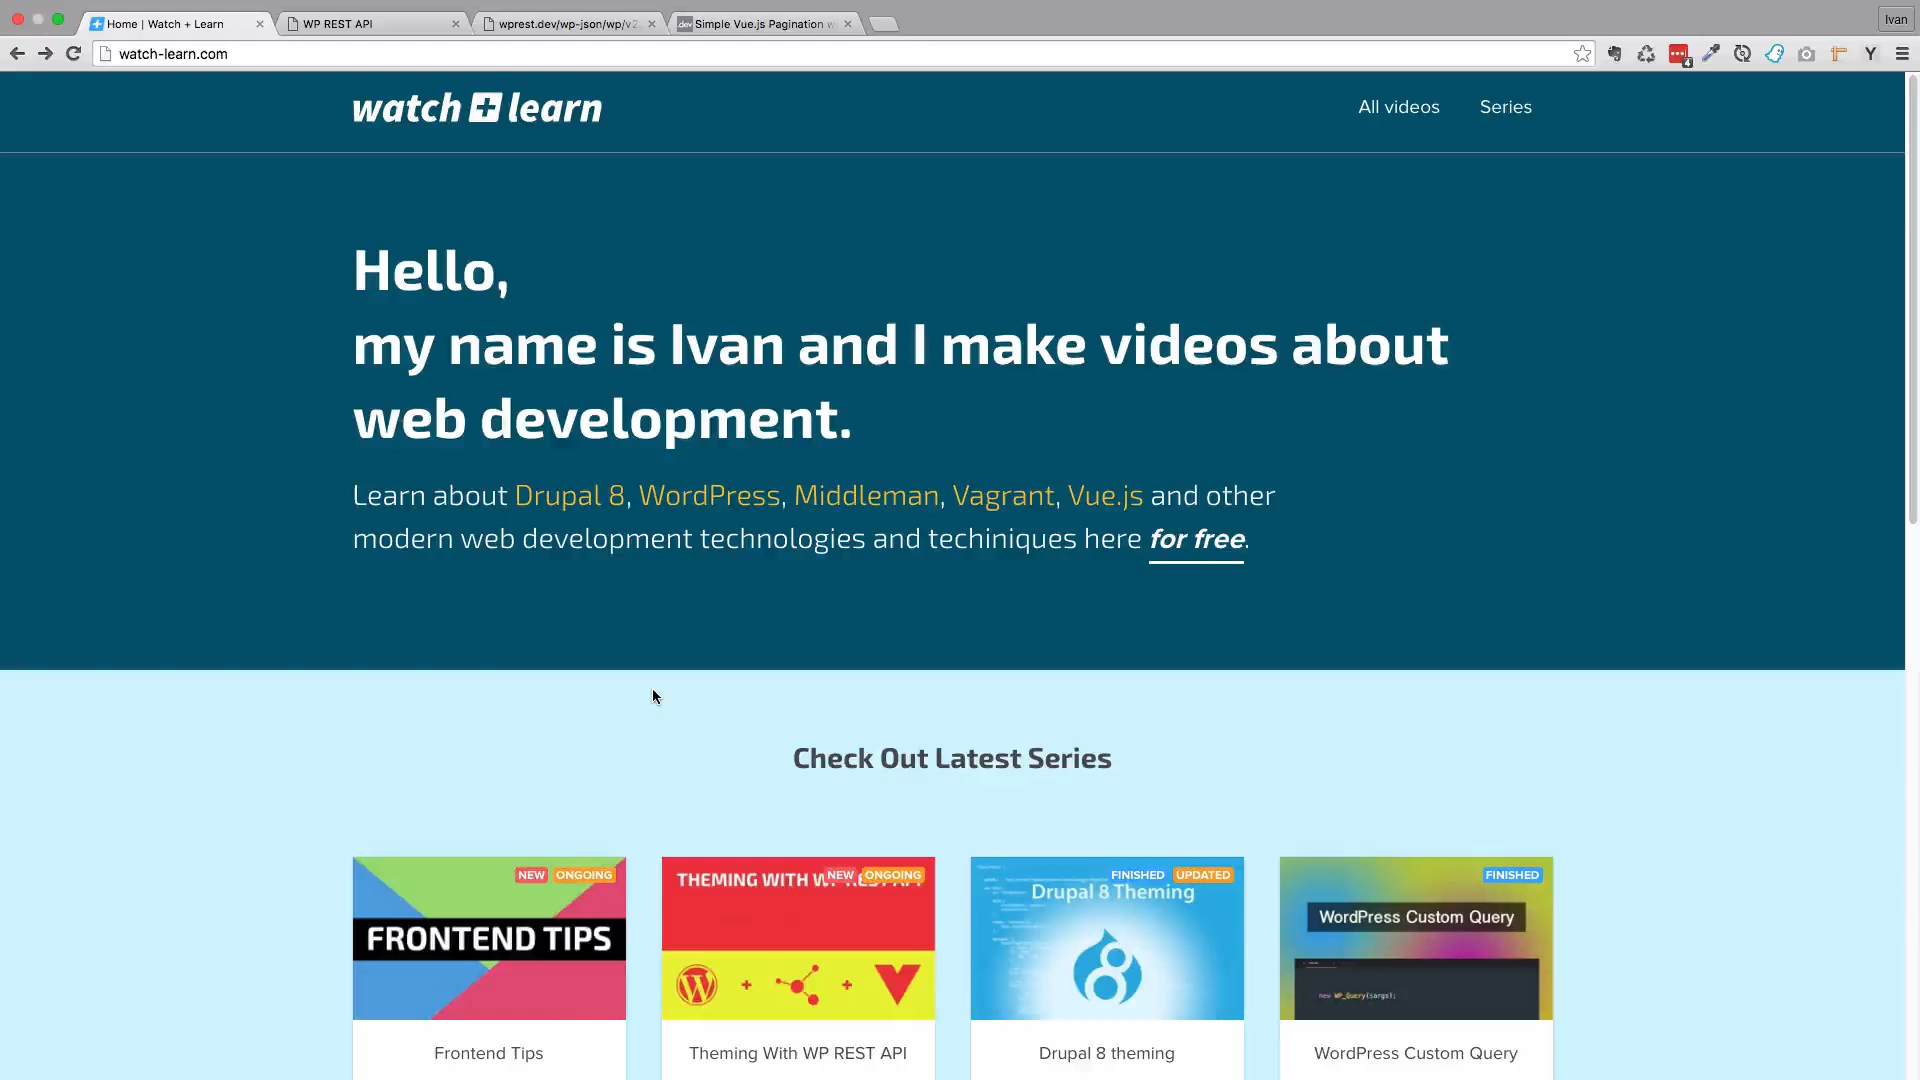 Home | Watch + Learn
WP REST API
wprest.dev/wp-json/wp/v2
Simple Vue.js Pagination w
Ivan
watch-learn.com
4
watch + learn
All videos
Series
Hello,
my name is Ivan and I make videos about
web development.
Learn about Drupal 8, WordPress, Middleman, Vagrant, Vue.js and other
modern web development technologies and techiniques here for free.
Check Out Latest Series
NEW ONGOING
FRONTEND TIPS
Frontend Tips
NEW ONGOING
THEMING WITH WP REST API
Theming With WP REST API
FINISHED UPDATED
Drupal 8 Theming
Drupal 8 theming
FINISHED
WordPress Custom Query
new WP_Query($args);
WordPress Custom Query